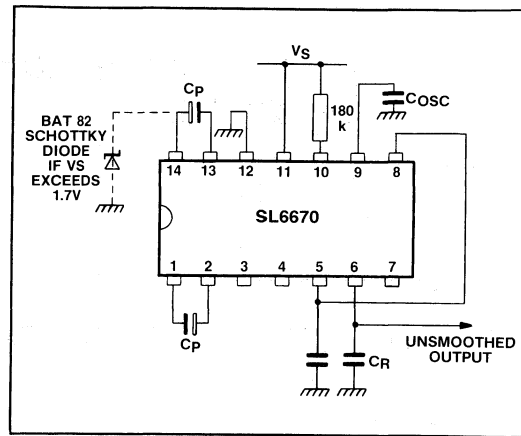 VS
CP
COSC
BAT 82
SCHOTTKY
DIODE
IF VS
EXCEEDS
1.7V
180
k
14 13 12 11 10 9 8
SL6670
1 2 3 4 5 6 7
CP
CR
UNSMOOTHED
OUTPUT